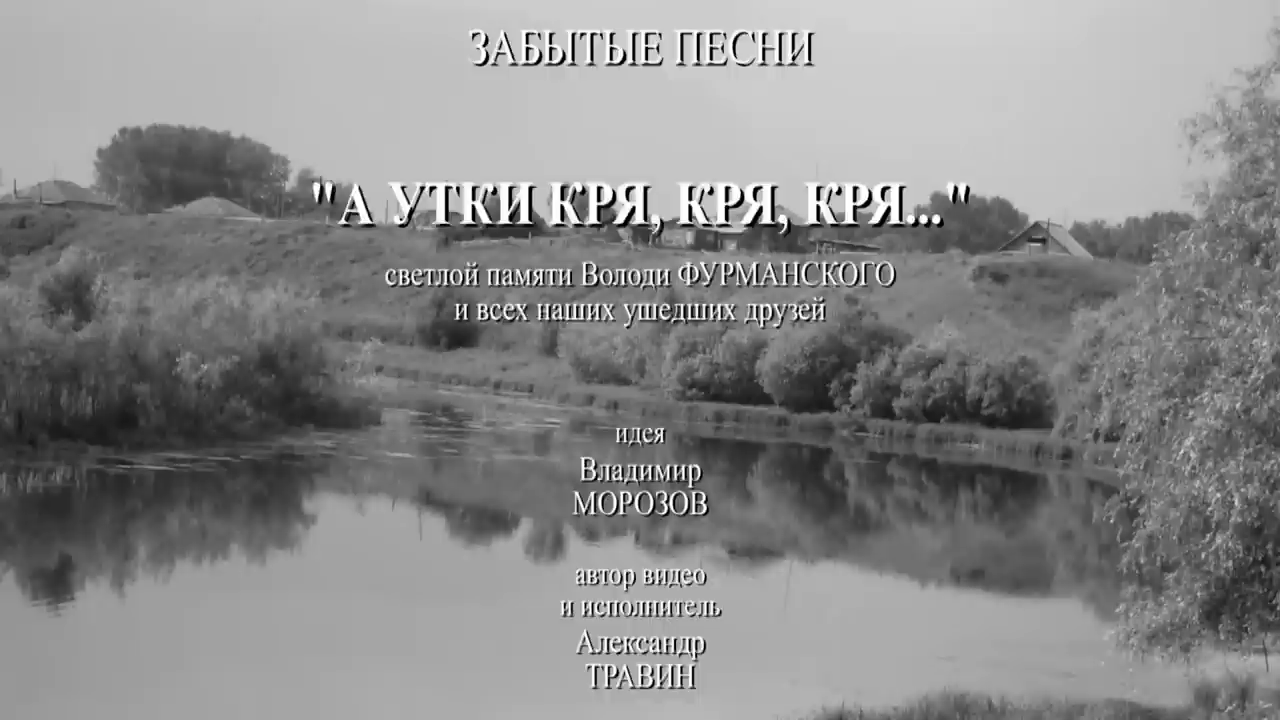 ЗАБЫТЫЕ ПЕСНИ
"А УТКИ КРЯ, КРЯ, КРЯ..."
светлой памяти Володи ФУРМАНСКОГО
и всех наших ушедших друзей
идея
Владимир
МОРОЗОВ
автор видео
и исполнитель
Александр
ТРАВИН